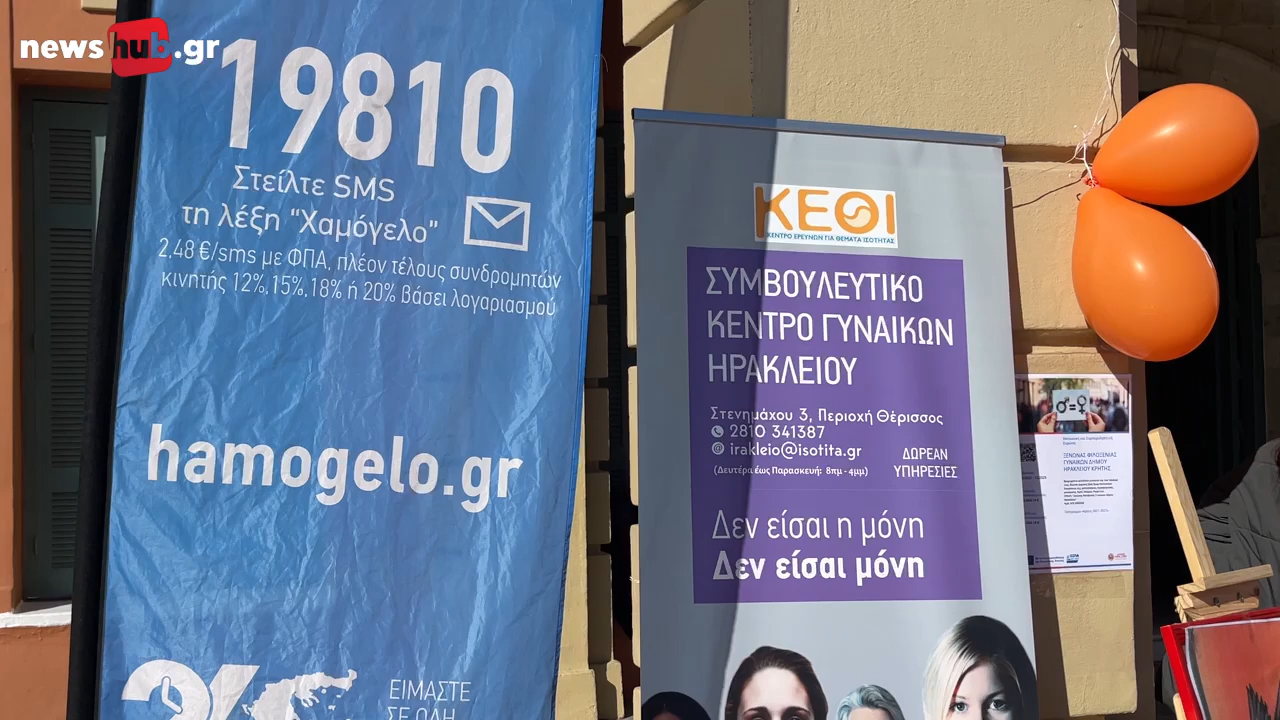 newshub.gr
19810
Στείλτε SMS
τη λέξη "Χαμόγελο"
2,48 €/sms με ΦΠΑ, πλέον τέλους συνδρομητών
κινητής 12%,15%,18% ή 20% βάσει λογαριασμού
hamogelo.gr
24
ΕΙΜΑΣΤΕ
ΣΕ ΟΛΗ
ΚΕΘΙ
ΚΕΝΤΡΟ ΕΡΕΥΝΩΝ ΓΙΑ ΘΕΜΑΤΑ ΙΣΟΤΗΤΑΣ
ΣΥΜΒΟΥΛΕΥΤΙΚΟ
ΚΕΝΤΡΟ ΓΥΝΑΙΚΩΝ
ΗΡΑΚΛΕΙΟΥ
Στενημάχου 3, Περιοχή Θέρισσος
2810 341387
irakleio@isotita.gr
(Δευτέρα έως Παρασκευή: 8πμ - 4μμ)
ΔΩΡΕΑΝ
ΥΠΗΡΕΣΙΕΣ
Δεν είσαι η μόνη
Δεν είσαι μόνη
ΞΕΝΩΝΑΣ ΦΙΛΟΞΕΝΙΑΣ
ΓΥΝΑΙΚΩΝ ΔΗΜΟΥ
ΗΡΑΚΛΕΙΟΥ ΚΡΗΤΗΣ